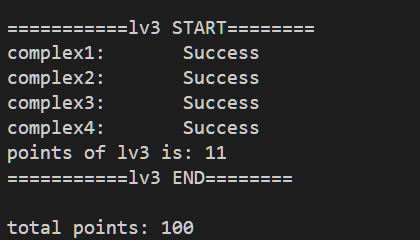 ===========lv3 START========
complex1:       Success
complex2:       Success
complex3:       Success
complex4:       Success
points of lv3 is: 11
===========lv3 END========
total points: 100